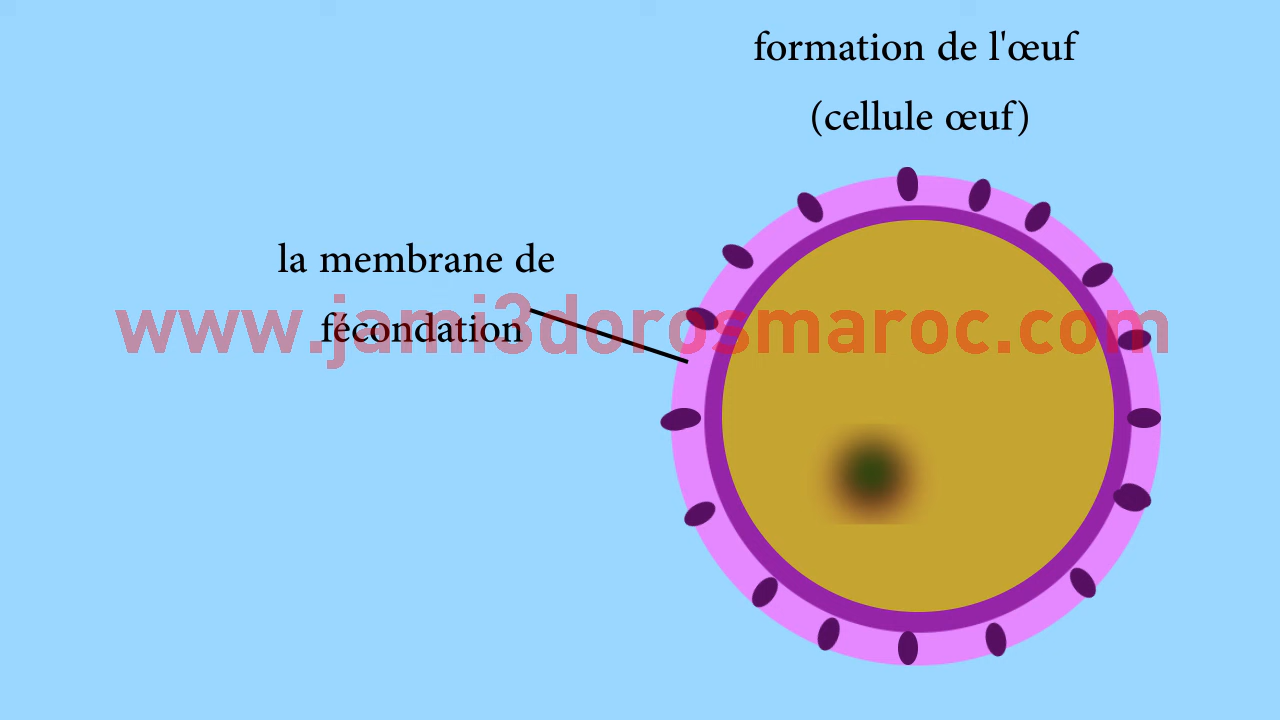 formation de l'œuf
(cellule œuf)
la membrane de
fécondation
www.jami3dorosmaroc.com